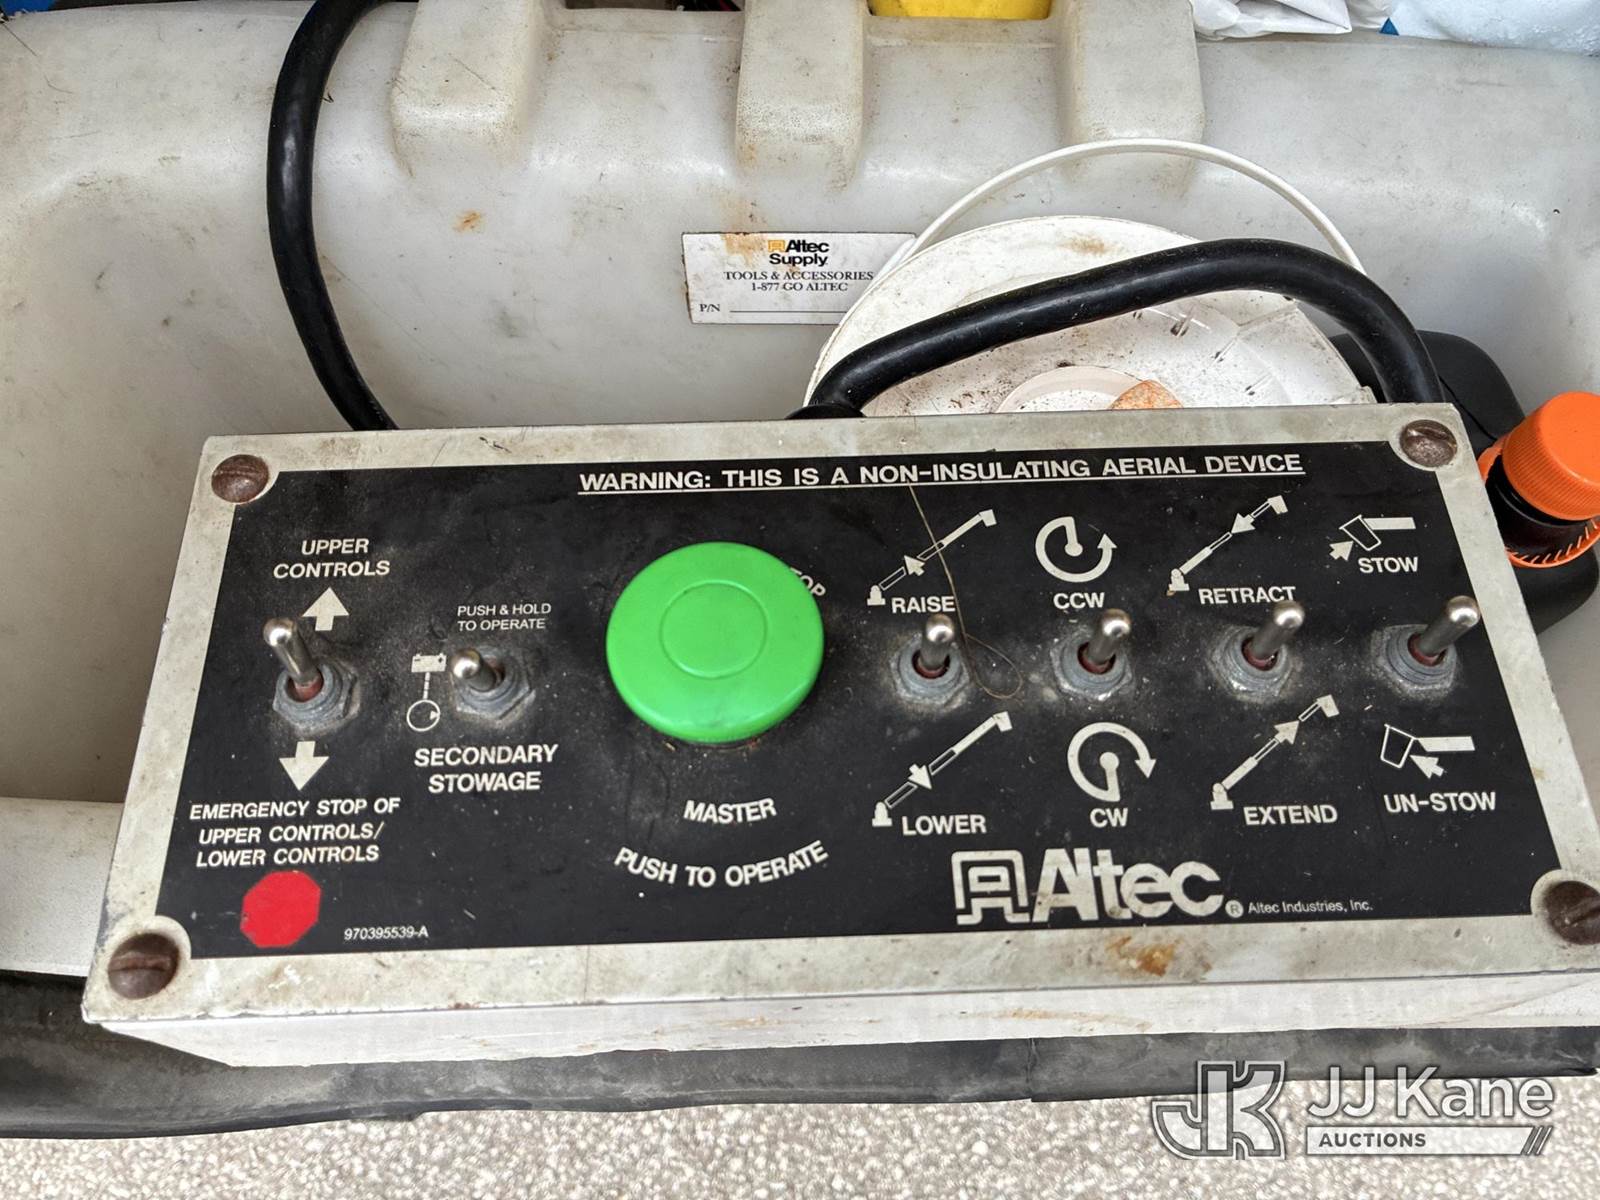 Altec
Supply
TOOLS & ACCESSORIES
1-877 GO ALTEC
P/N
WARNING: THIS IS A NON-INSULATING AERIAL DEVICE
UPPER
CONTROLS
PUSH & HOLD
TO OPERATE
SECONDARY
STOWAGE
EMERGENCY STOP OF
UPPER CONTROLS/
LOWER CONTROLS
970395539-A
MASTER
PUSH TO OPERATE
RAISE
CCW
RETRACT
STOW
LOWER
CW
EXTEND
UN-STOW
Altec ® Altec Industries, Inc.
JK JJ Kane
AUCTIONS